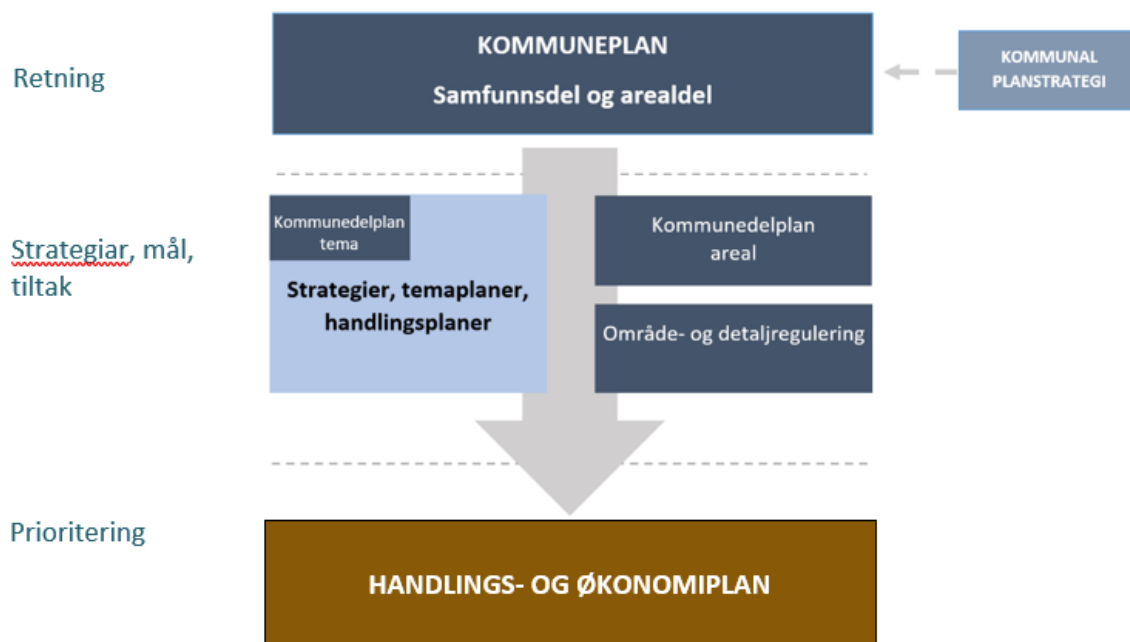 Retning
KOMMUNEPLAN
Samfunnsdel og arealdel
KOMMUNAL
PLANSTRATEGI
Strategiar, mål,
tiltak
Kommunedelplan
tema
Strategier, temaplaner,
handlingsplaner
Kommunedelplan
areal
Område- og detaljregulering
Prioritering
HANDLINGS- OG ØKONOMIPLAN